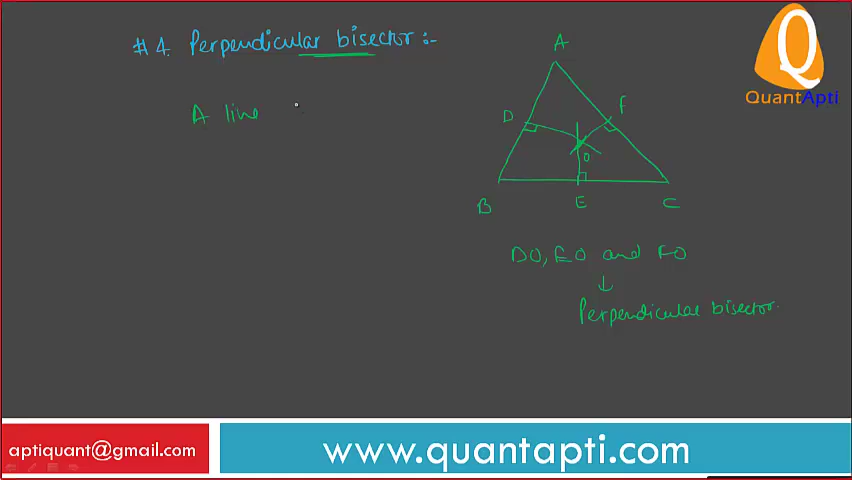 #4. Perpendicular bisector :-
A line
A
D
F
O
B
E
C
DO, EO and FO
↓
Perpendicular bisector.
QuantApti
aptiquant@gmail.com
www.quantapti.com